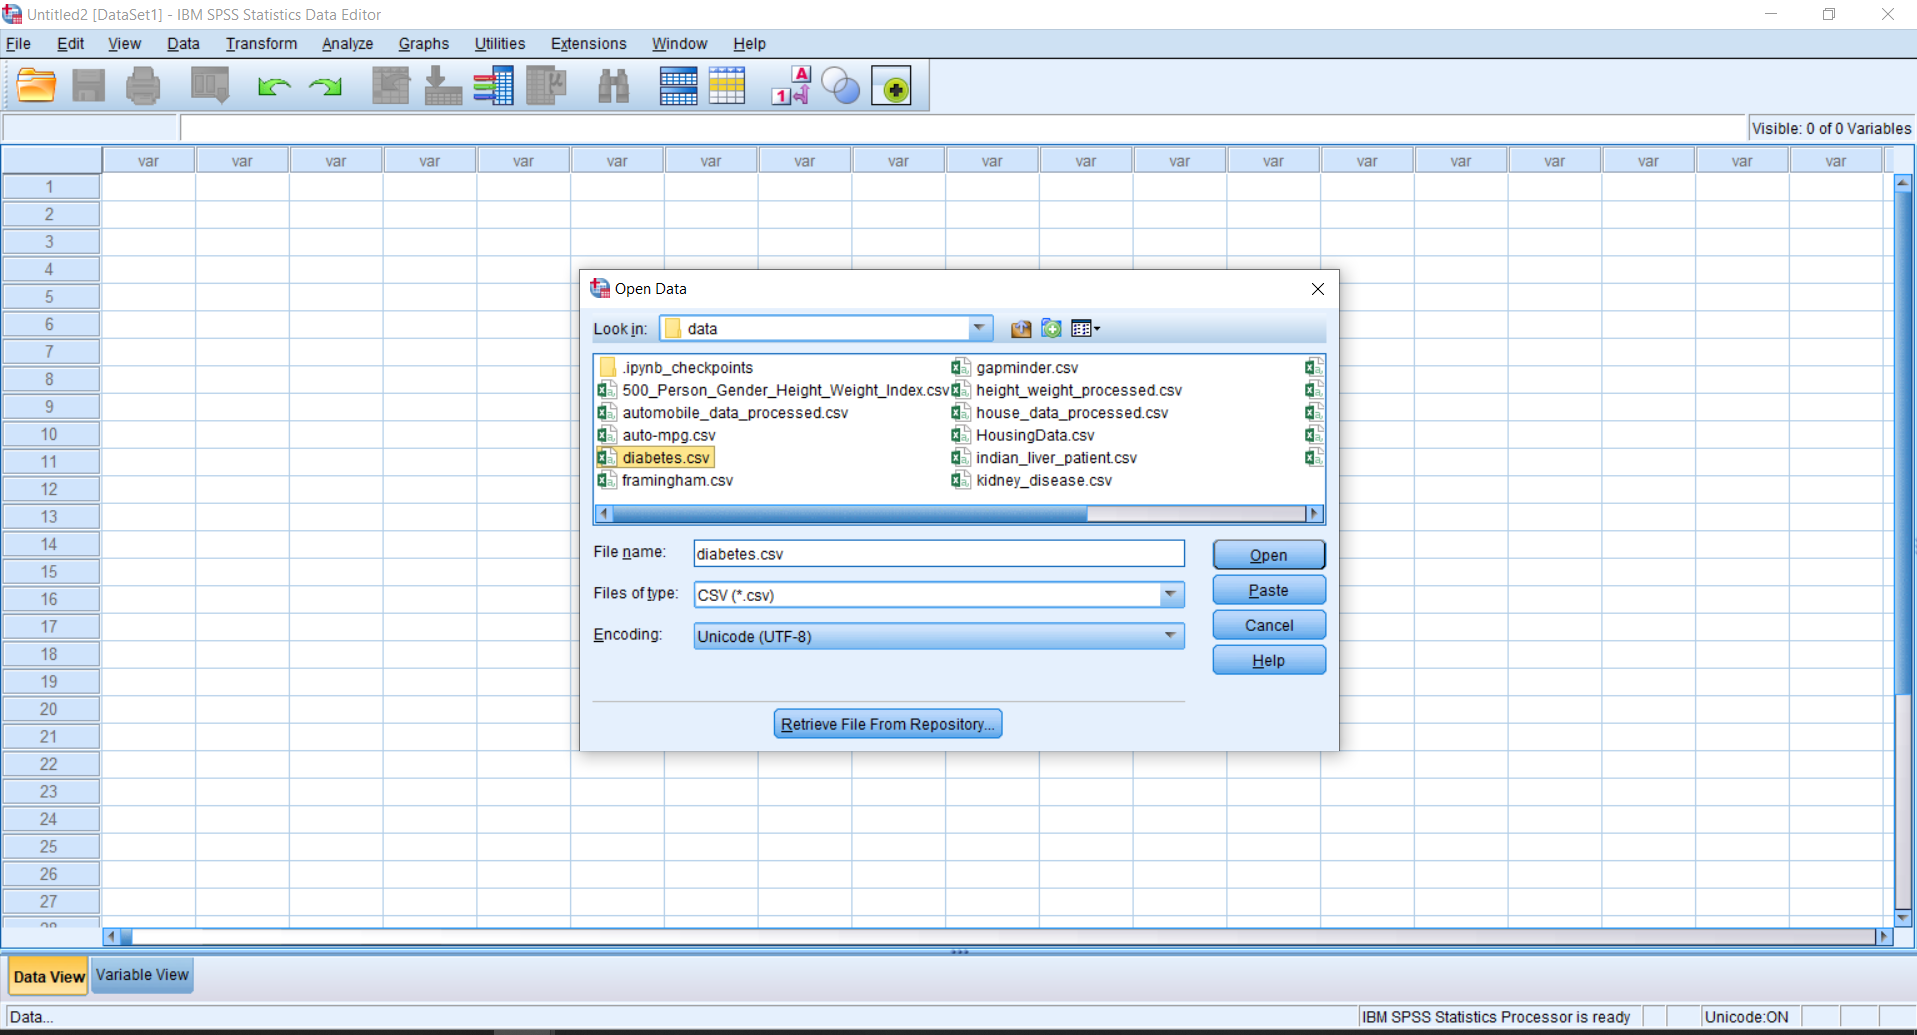 Untitled2 [DataSet1] - IBM SPSS Statistics Data Editor
File Edit View Data Transform Analyze Graphs Utilities Extensions Window Help
Visible: 0 of 0 Variables
var var var var var var var var var var var var var var var var var var var
1
2
3
4
5
6
7
8
9
10
11
12
13
14
15
16
17
18
19
20
21
22
23
24
25
26
27
28
Open Data
Look in: data
.ipynb_checkpoints gapminder.csv
500_Person_Gender_Height_Weight_Index.csv height_weight_processed.csv
automobile_data_processed.csv house_data_processed.csv
auto-mpg.csv HousingData.csv
diabetes.csv indian_liver_patient.csv
framingham.csv kidney_disease.csv
File name: diabetes.csv Open
Files of type: CSV (*.csv) Paste
Cancel
Encoding: Unicode (UTF-8)
Help
Retrieve File From Repository...
Data View Variable View
Data... IBM SPSS Statistics Processor is ready Unicode:ON